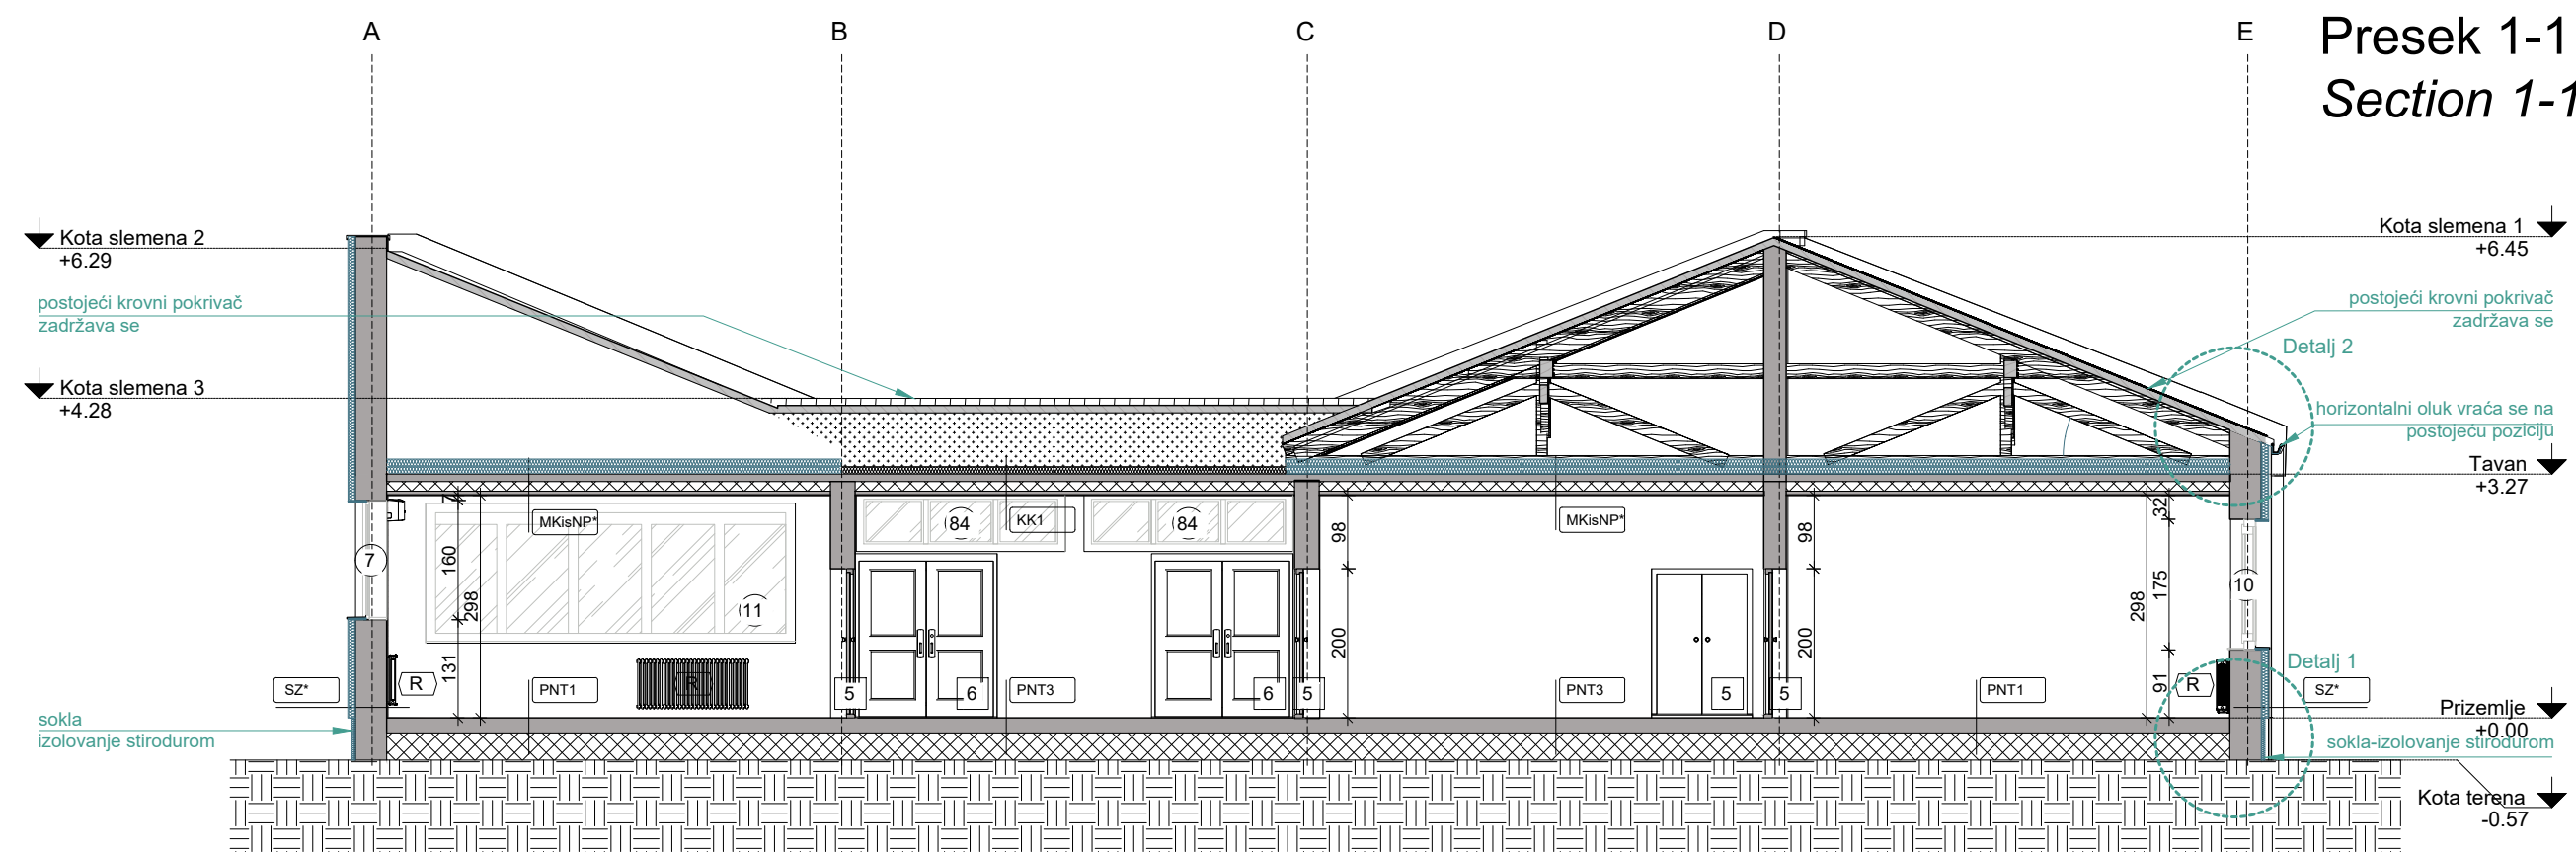 A
B
C
D
E
Presek 1-1
Section 1-1
Kota slemena 2
+6.29
Kota slemena 1
+6.45
postojeći krovni pokrivač
zadržava se
postojeći krovni pokrivač
zadržava se
Detalj 2
Kota slemena 3
+4.28
horizontalni oluk vraća se na
postojeću poziciju
Tavan
+3.27
7
160
298
131
MKisNP*
84
KK1
84
98
MKisNP*
98
32
7
11
200
200
298
175
91
10
SZ*
R
PNT1
R
5
6
PNT3
6
5
PNT3
5
5
PNT1
R
Detalj 1
SZ*
sokla
izolovanje stirodurom
Prizemlje
+0.00
sokla-izolovanje stirodurom
Kota terena
-0.57